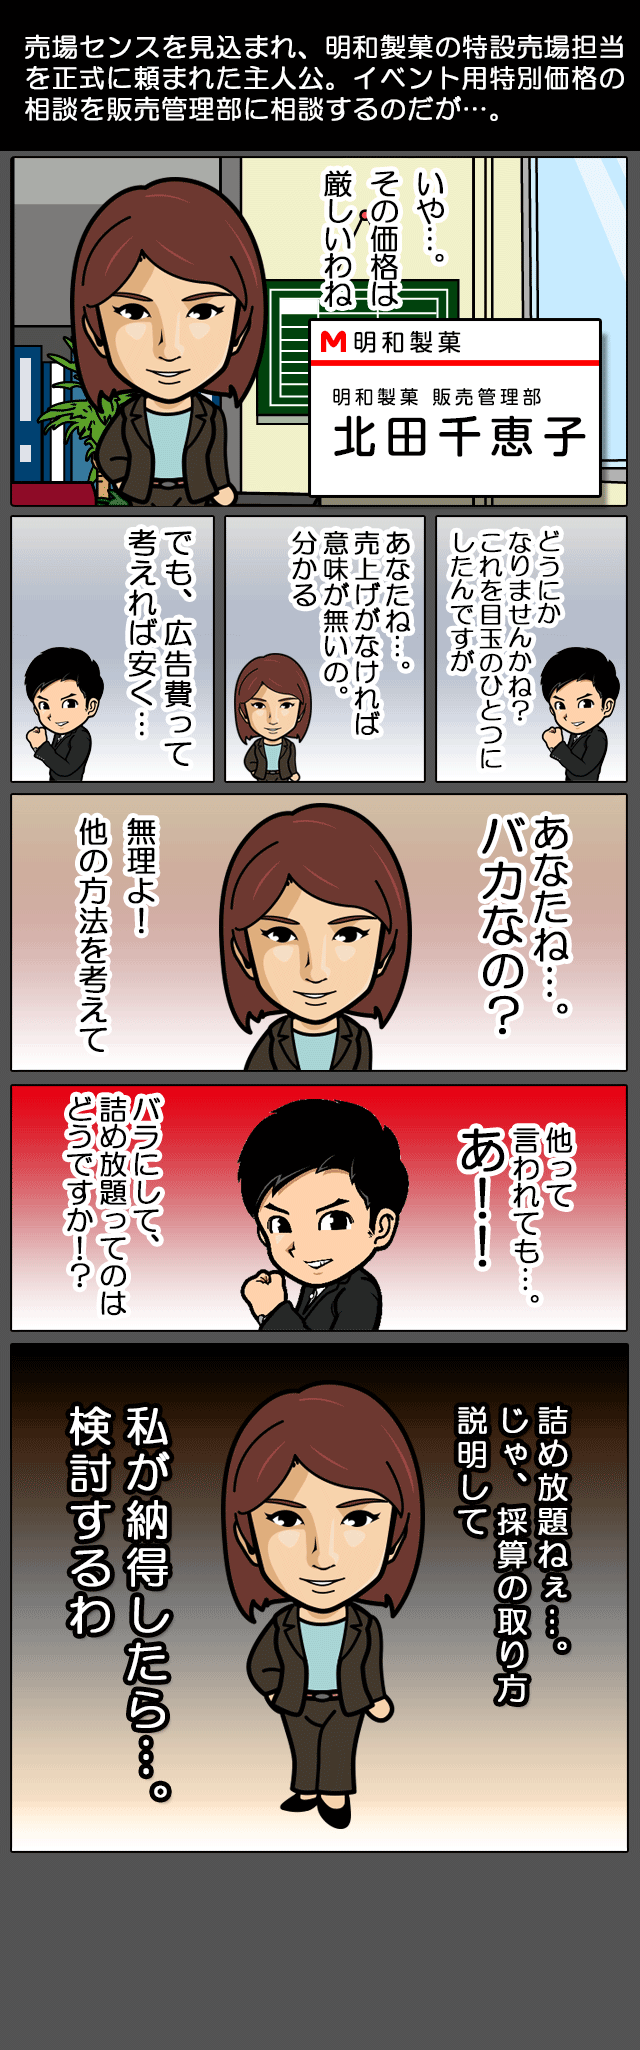 売場センスを見込まれ、明和製菓の特設売場担当
を正式に頼まれた主人公。イベント用特別価格の
相談を販売管理部に相談するのだが…。
いや…。
その価格は
厳しいわね
M明和製菓
明和製菓 販売管理部
北田千恵子
どうにか
なりませんかね?
これを目玉のひとつに
したんですが
あなたね…。
売上げがなければ
意味が無いの。
分かる
でも、広告費って
考えれば安く…
あなたね…。
バカなの?
無理よ!
他の方法を考えて
他って
言われても…。
あ!!
バラにして、
詰め放題ってのは
どうですか!?
詰め放題ねぇ…。
じゃ、採算の取り方
説明して
私が納得したら…。
検討するわ